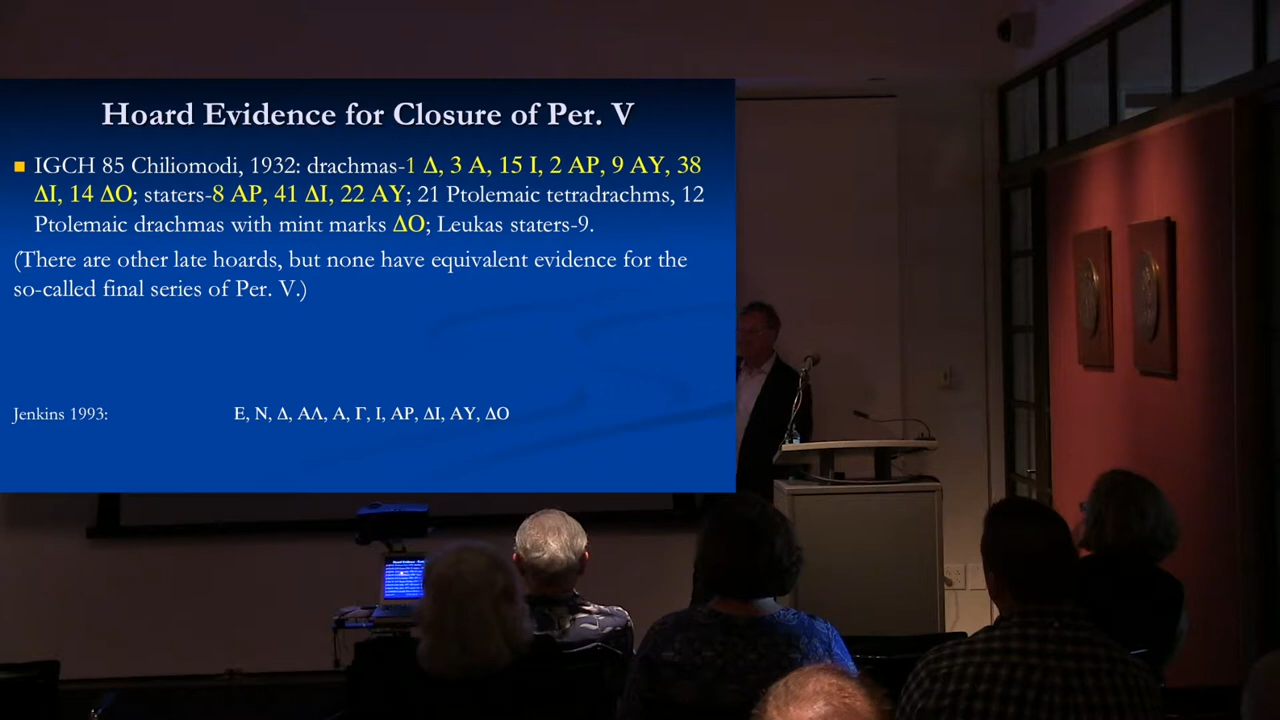 Hoard Evidence for Closure of Per. V
IGCH 85 Chiliomodi, 1932: drachmas-1 Δ, 3 Α, 15 Ι, 2 ΑΡ, 9 ΑΥ, 38
ΔΙ, 14 ΔΟ; staters-8 ΑΡ, 41 ΔΙ, 22 ΑΥ; 21 Ptolemaic tetradrachms, 12
Ptolemaic drachmas with mint marks ΔΟ; Leukas staters-9.
(There are other late hoards, but none have equivalent evidence for the
so-called final series of Per. V.)
Jenkins 1993: Ε, Ν, Δ, ΑΛ, Α, Γ, Ι, ΑΡ, ΔΙ, ΑΥ, ΔΟ